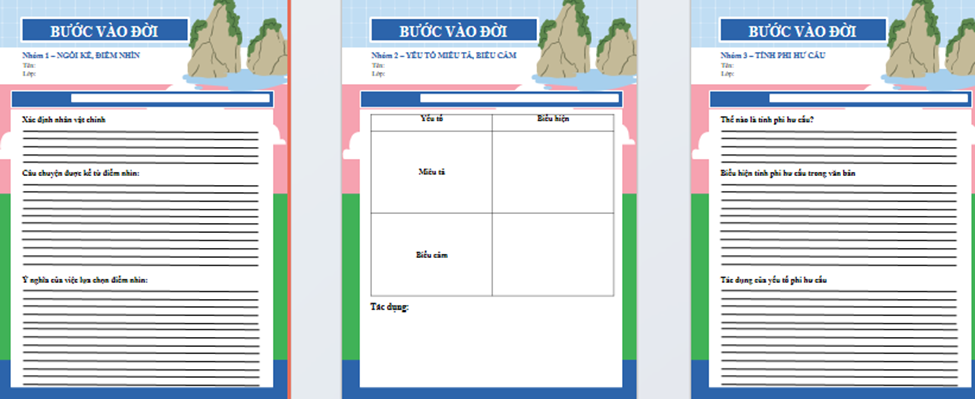 BƯỚC VÀO ĐỜI
Nhóm 1 – NGÔI KỂ, ĐIỂM NHÌN
Tên:
Lớp:
Xác định nhân vật chính
Câu chuyện được kể từ điểm nhìn:
Ý nghĩa của việc lựa chọn điểm nhìn:
BƯỚC VÀO ĐỜI
Nhóm 2 – YẾU TỐ MIÊU TẢ, BIỂU CẢM
Tên:
Lớp:
Yếu tố Biểu hiện
Miêu tả
Biểu cảm
Tác dụng:
BƯỚC VÀO ĐỜI
Nhóm 3 – TÍNH PHI HƯ CẤU
Tên:
Lớp:
Thế nào là tính phi hư cấu?
Biểu hiện tính phi hư cấu trong văn bản
Tác dụng của yếu tố phi hư cấu